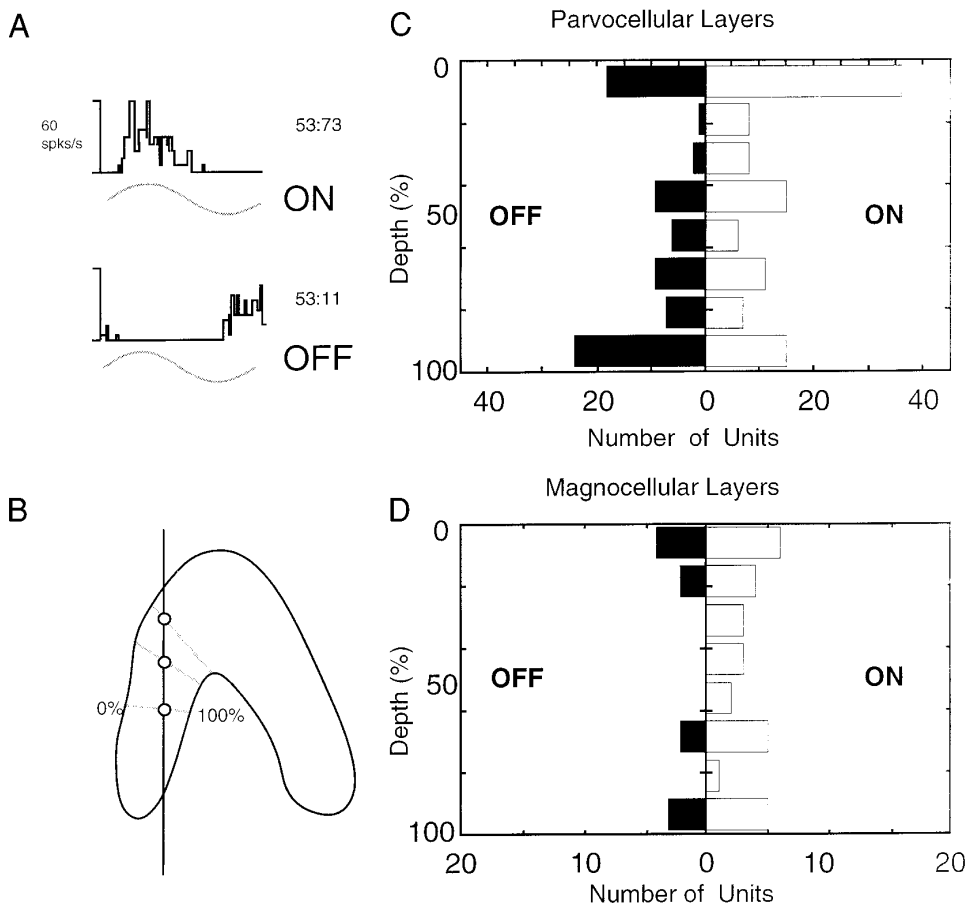 A
60
spks/s
53:73
ON
53:11
OFF
B
0%
100%
C
Parvocellular Layers
0
50
100
Depth (%)
OFF
ON
40 20 0 20 40
Number of Units
D
Magnocellular Layers
0
50
100
Depth (%)
OFF
ON
20 10 0 10 20
Number of Units